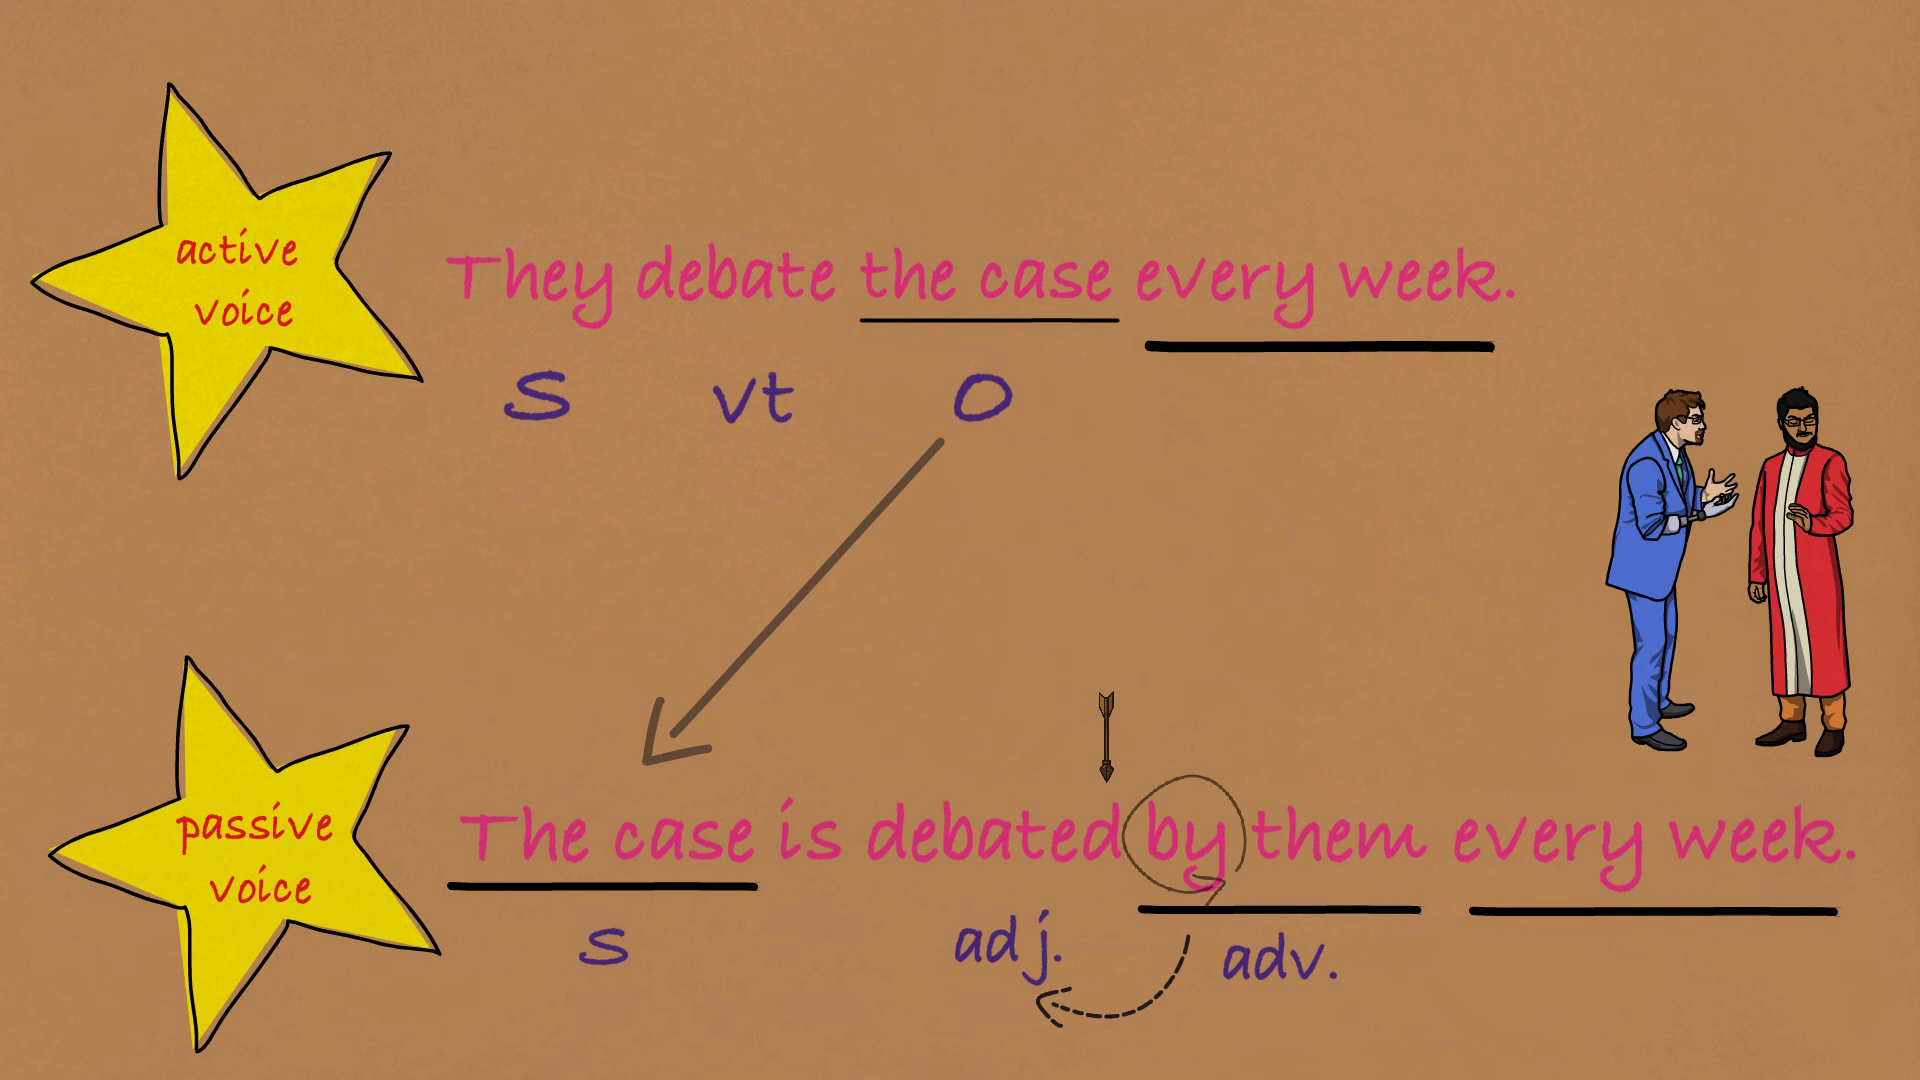 active
voice
They debate the case every week.
S vt O
passive
voice
The case is debated by them every week.
S adj. adv.